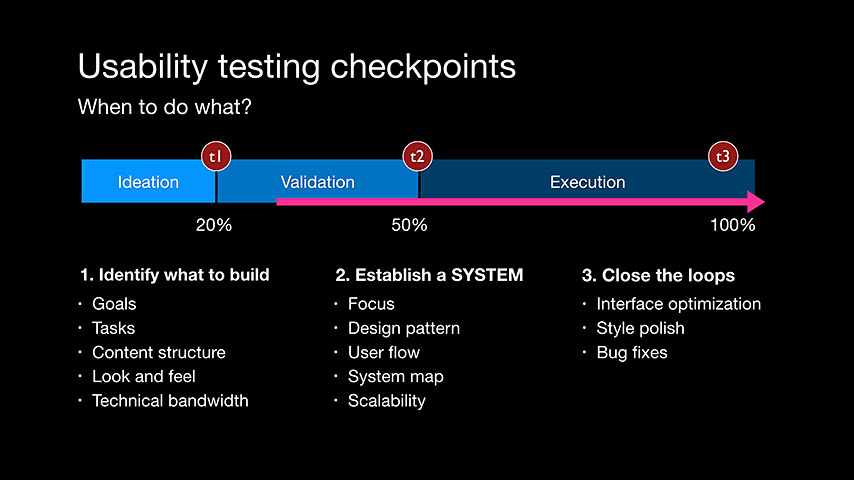 Usability testing checkpoints
When to do what?
t1 t2 t3
Ideation Validation Execution
20% 50% 100%
1. Identify what to build
• Goals
• Tasks
• Content structure
• Look and feel
• Technical bandwidth
2. Establish a SYSTEM
• Focus
• Design pattern
• User flow
• System map
• Scalability
3. Close the loops
• Interface optimization
• Style polish
• Bug fixes